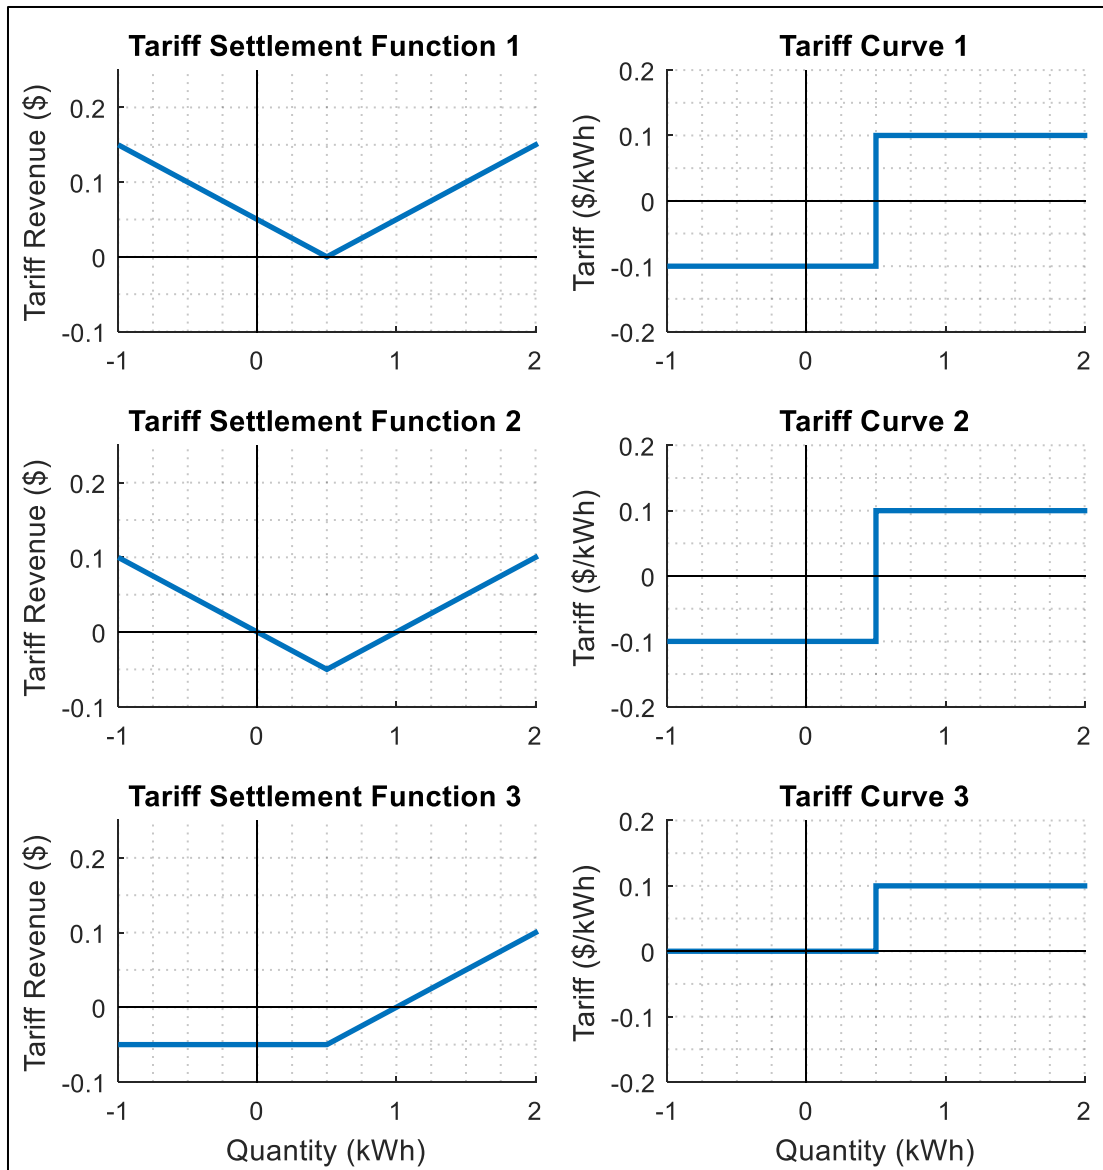 Tariff Settlement Function 1
Tariff Revenue ($)
0.2
0.1
0
-0.1
-1 0 1 2
Tariff Curve 1
Tariff ($/kWh)
0.2
0.1
0
-0.1
-0.2
-1 0 1 2
Tariff Settlement Function 2
Tariff Revenue ($)
0.2
0.1
0
-0.1
-1 0 1 2
Tariff Curve 2
Tariff ($/kWh)
0.2
0.1
0
-0.1
-0.2
-1 0 1 2
Tariff Settlement Function 3
Tariff Revenue ($)
0.2
0.1
0
-0.1
-1 0 1 2
Quantity (kWh)
Tariff Curve 3
Tariff ($/kWh)
0.2
0.1
0
-0.1
-0.2
-1 0 1 2
Quantity (kWh)